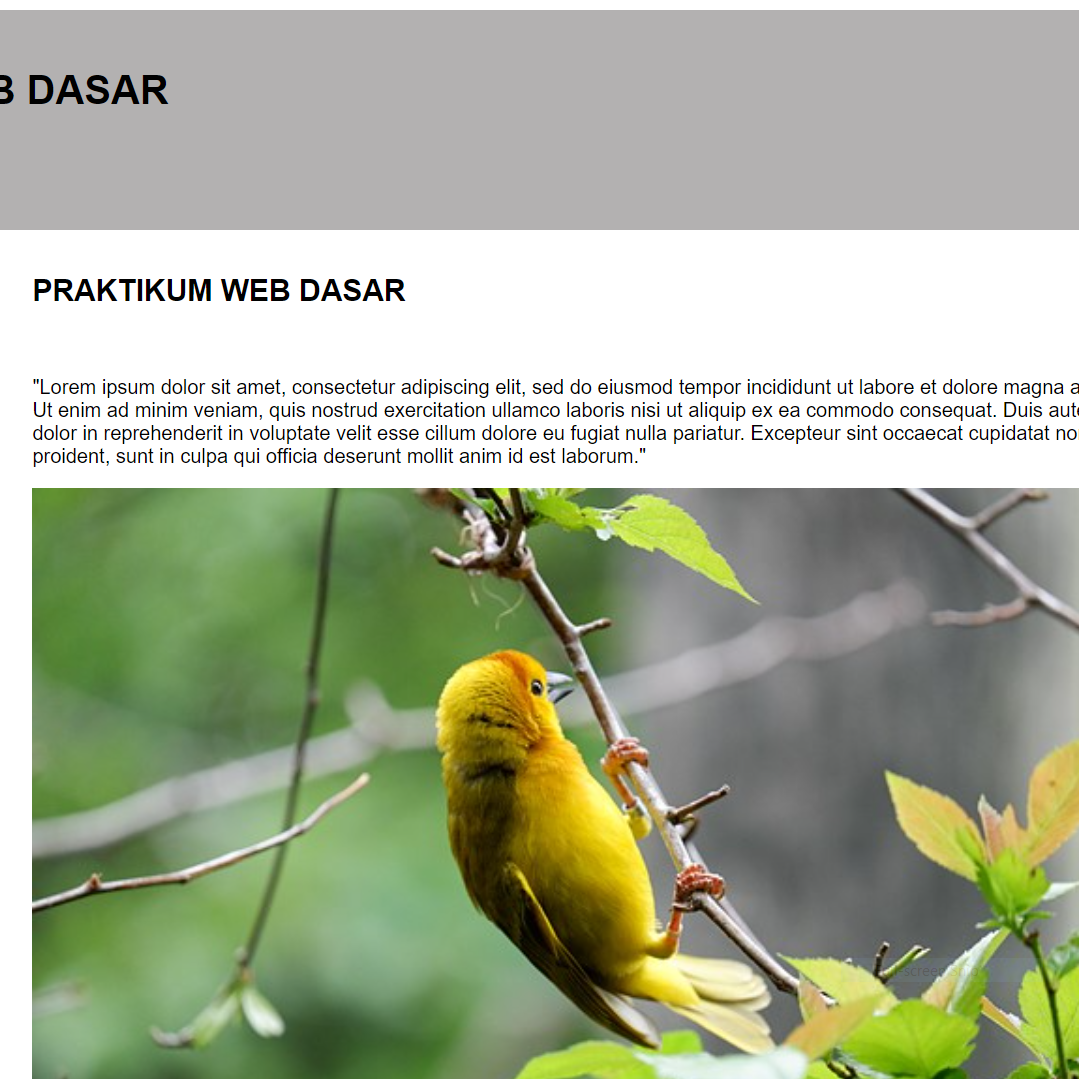 B DASAR
PRAKTIKUM WEB DASAR
"Lorem ipsum dolor sit amet, consectetur adipiscing elit, sed do eiusmod tempor incididunt ut labore et dolore magna a
Ut enim ad minim veniam, quis nostrud exercitation ullamco laboris nisi ut aliquip ex ea commodo consequat. Duis aute
dolor in reprehenderit in voluptate velit esse cillum dolore eu fugiat nulla pariatur. Excepteur sint occaecat cupidatat no
proident, sunt in culpa qui officia deserunt mollit anim id est laborum."